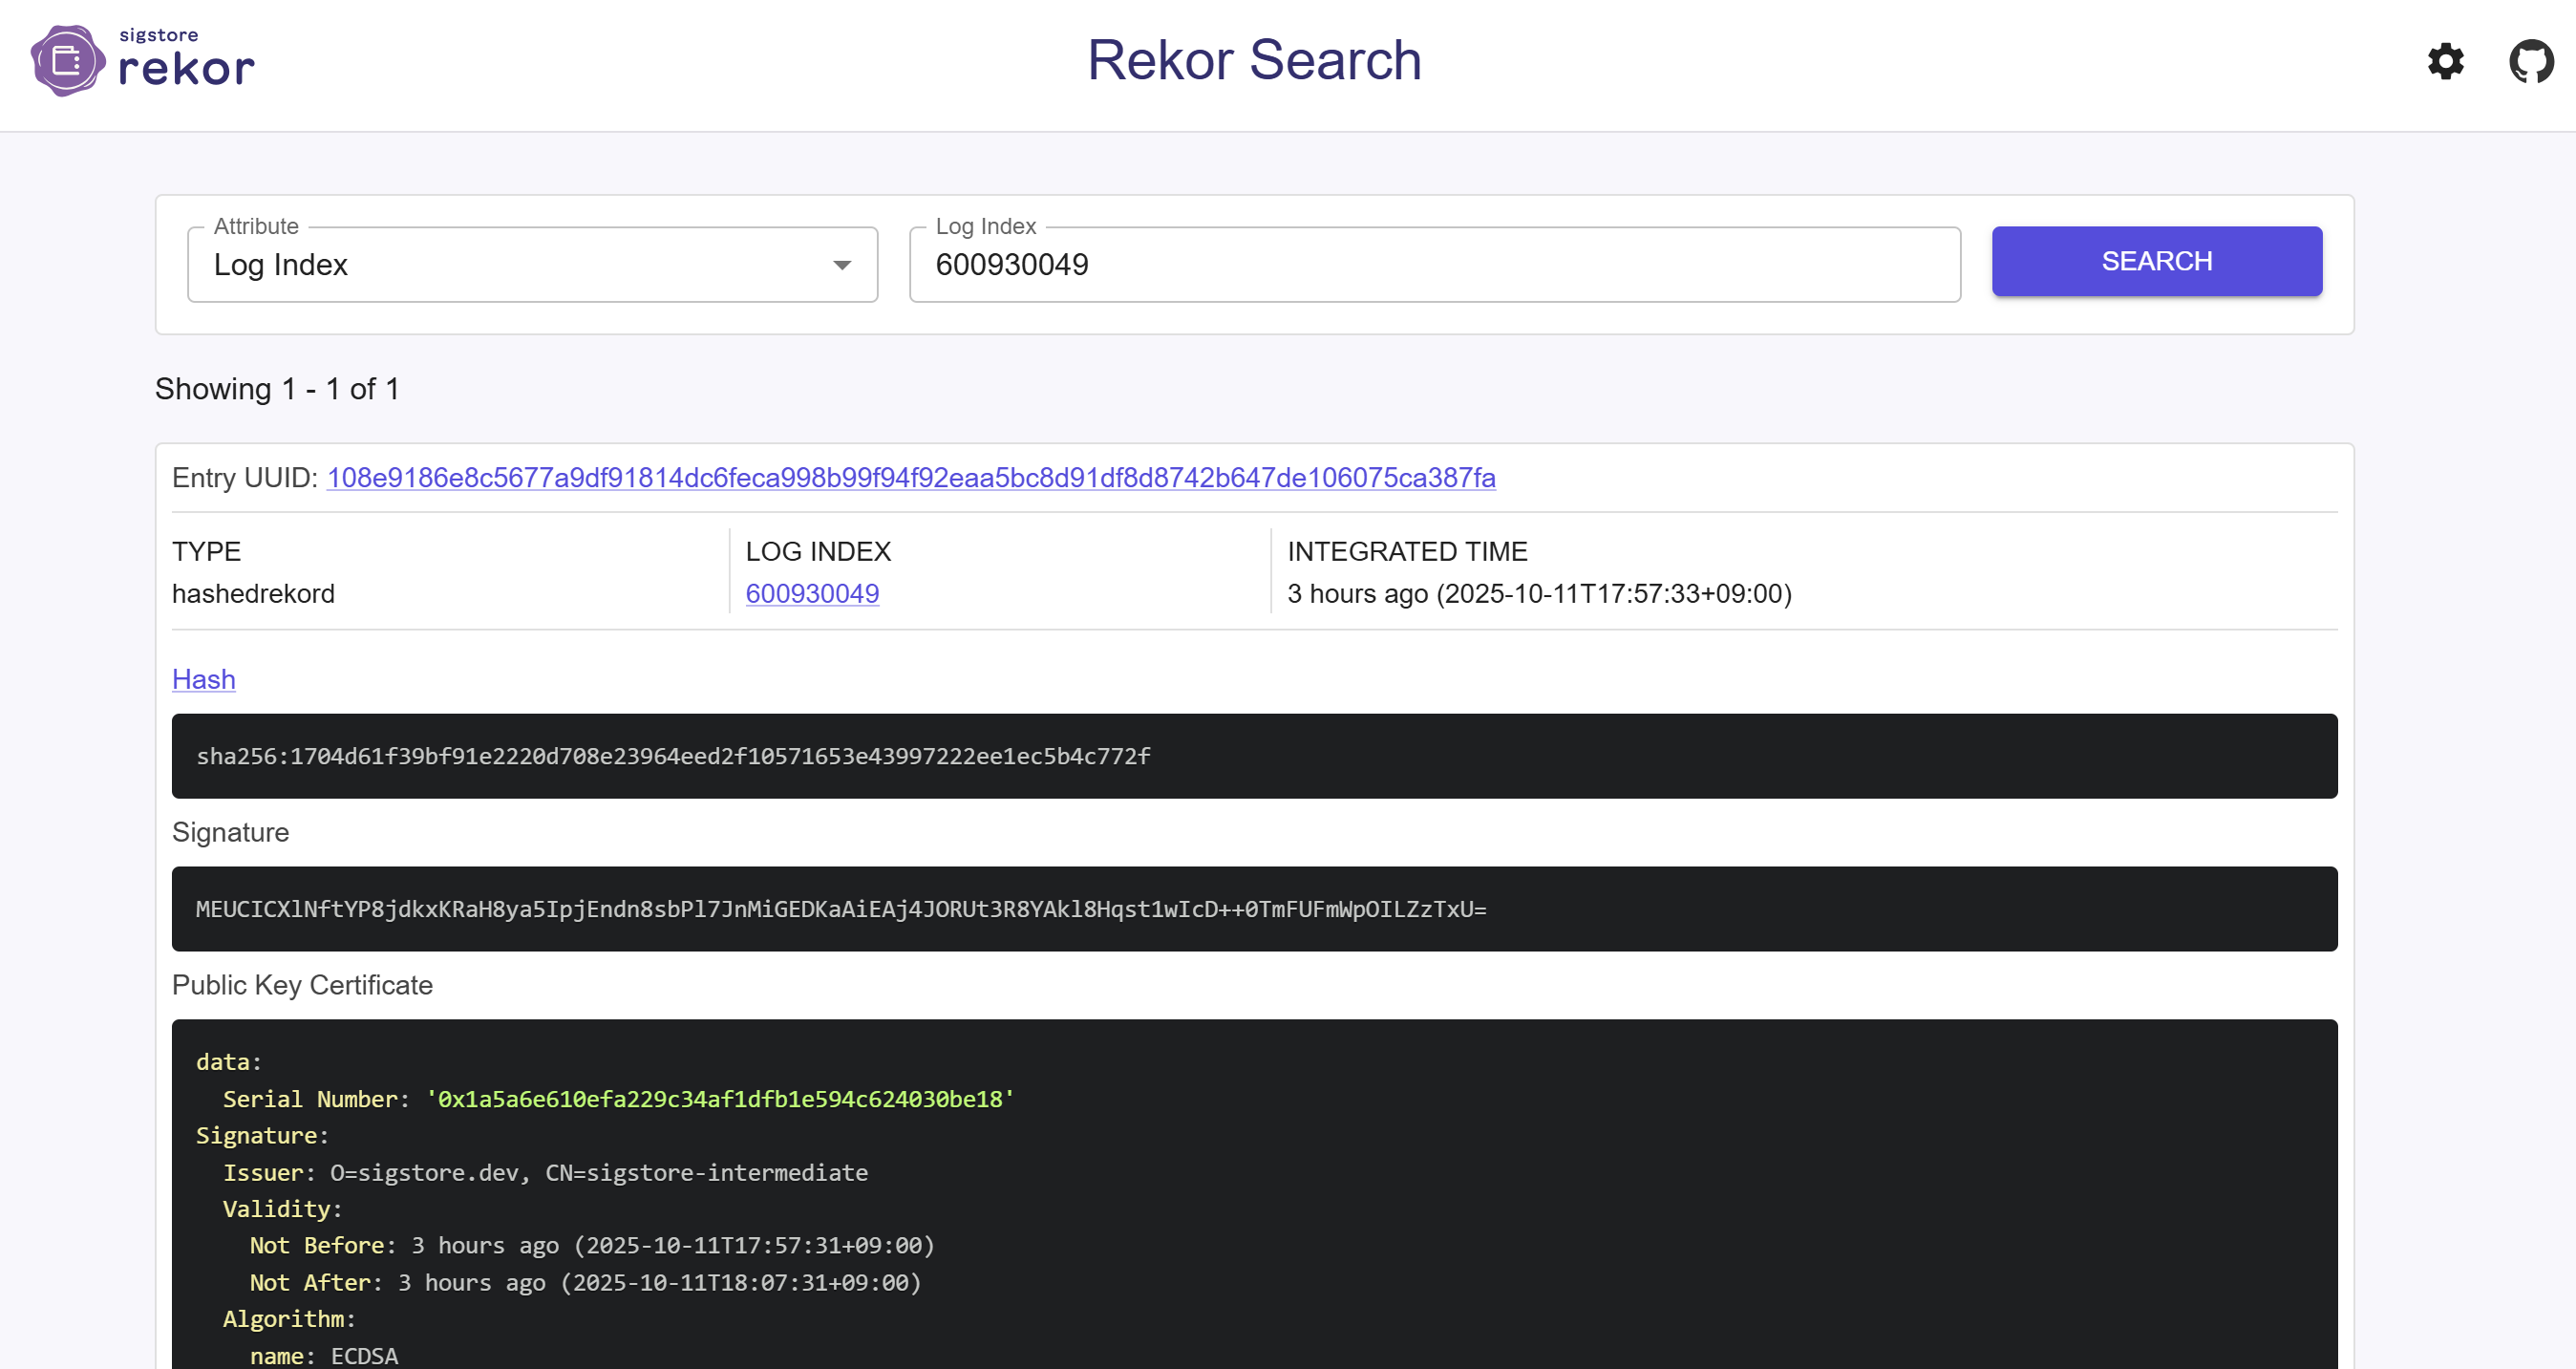 sigstore
rekor
Rekor Search
Attribute
Log Index
Log Index
600930049
SEARCH
Showing 1 - 1 of 1
Entry UUID: 108e9186e8c5677a9df91814dc6feca998b99f94f92eaa5bc8d91df8d8742b647de106075ca387fa
TYPE
hashedrekord
LOG INDEX
600930049
INTEGRATED TIME
3 hours ago (2025-10-11T17:57:33+09:00)
Hash
sha256:1704d61f39bf91e2220d708e23964eed2f10571653e43997222ee1ec5b4c772f
Signature
MEUCICXlNftYP8jdkxKRaH8ya5IpjEndn8sbPl7JnMiGEDKaAiEAj4JORUt3R8YAkl8Hqst1wIcD++0TmFUFmWpOILZzTxU=
Public Key Certificate
data:
Serial Number: '0x1a5a6e610efa229c34af1dfb1e594c624030be18'
Signature:
Issuer: O=sigstore.dev, CN=sigstore-intermediate
Validity:
Not Before: 3 hours ago (2025-10-11T17:57:31+09:00)
Not After: 3 hours ago (2025-10-11T18:07:31+09:00)
Algorithm:
name: ECDSA